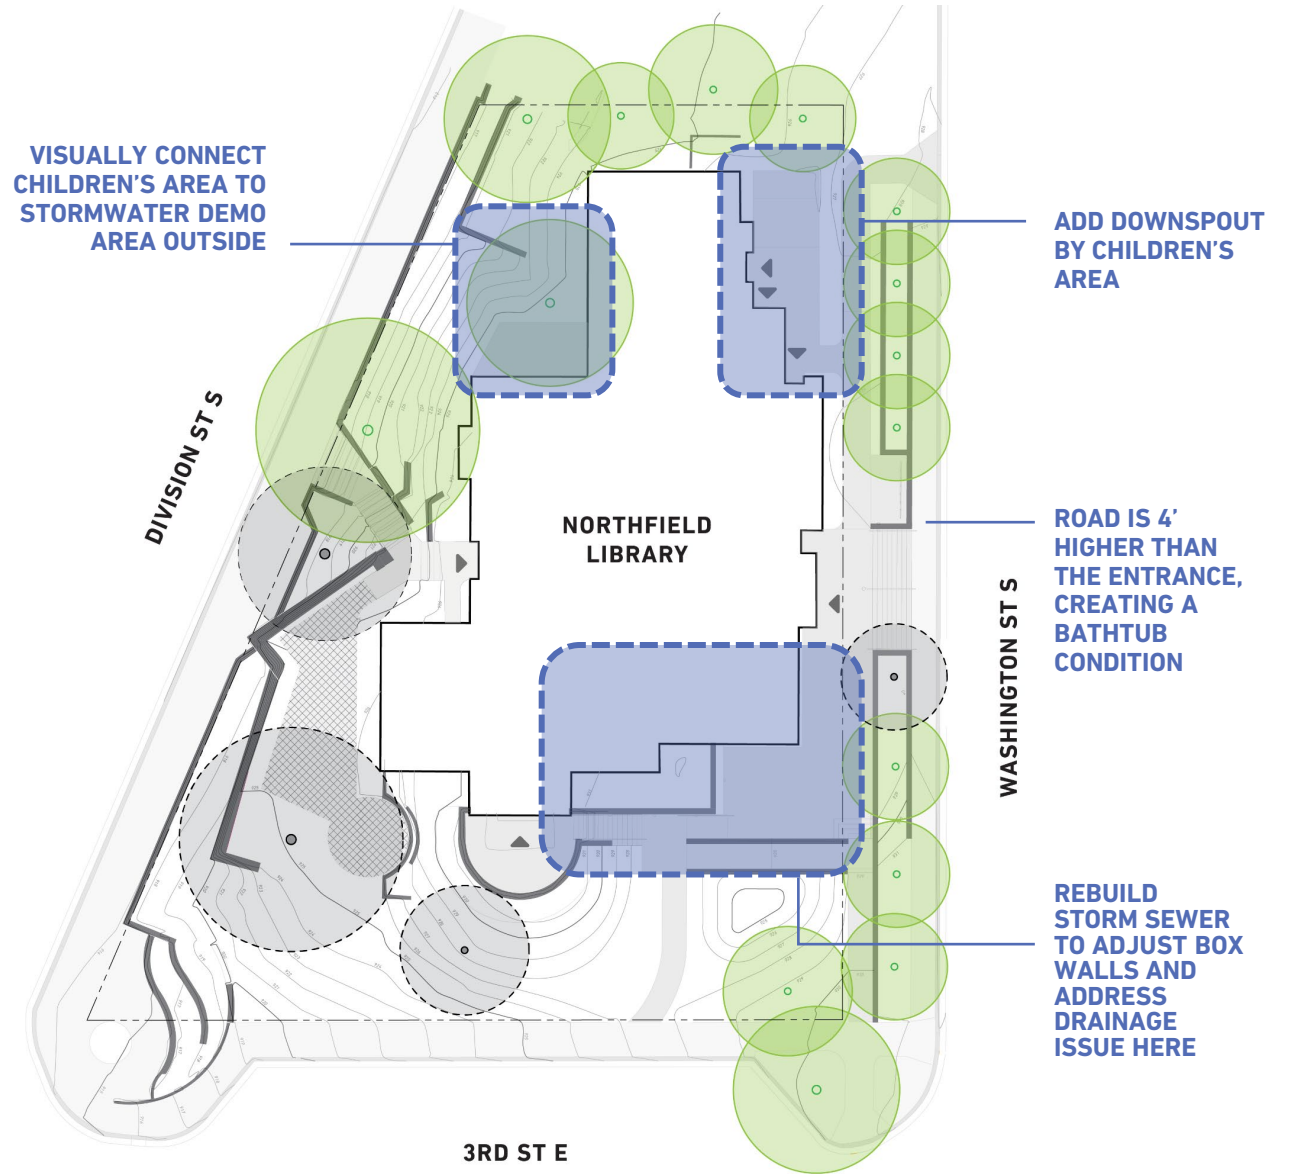 VISUALLY CONNECT
CHILDREN'S AREA TO
STORMWATER DEMO
AREA OUTSIDE
ADD DOWNSPOUT
BY CHILDREN'S
AREA
DIVISION ST S
NORTHFIELD
LIBRARY
ROAD IS 4'
HIGHER THAN
THE ENTRANCE,
CREATING A
BATHTUB
CONDITION
WASHINGTON ST S
REBUILD
STORM SEWER
TO ADJUST BOX
WALLS AND
ADDRESS
DRAINAGE
ISSUE HERE
3RD ST E